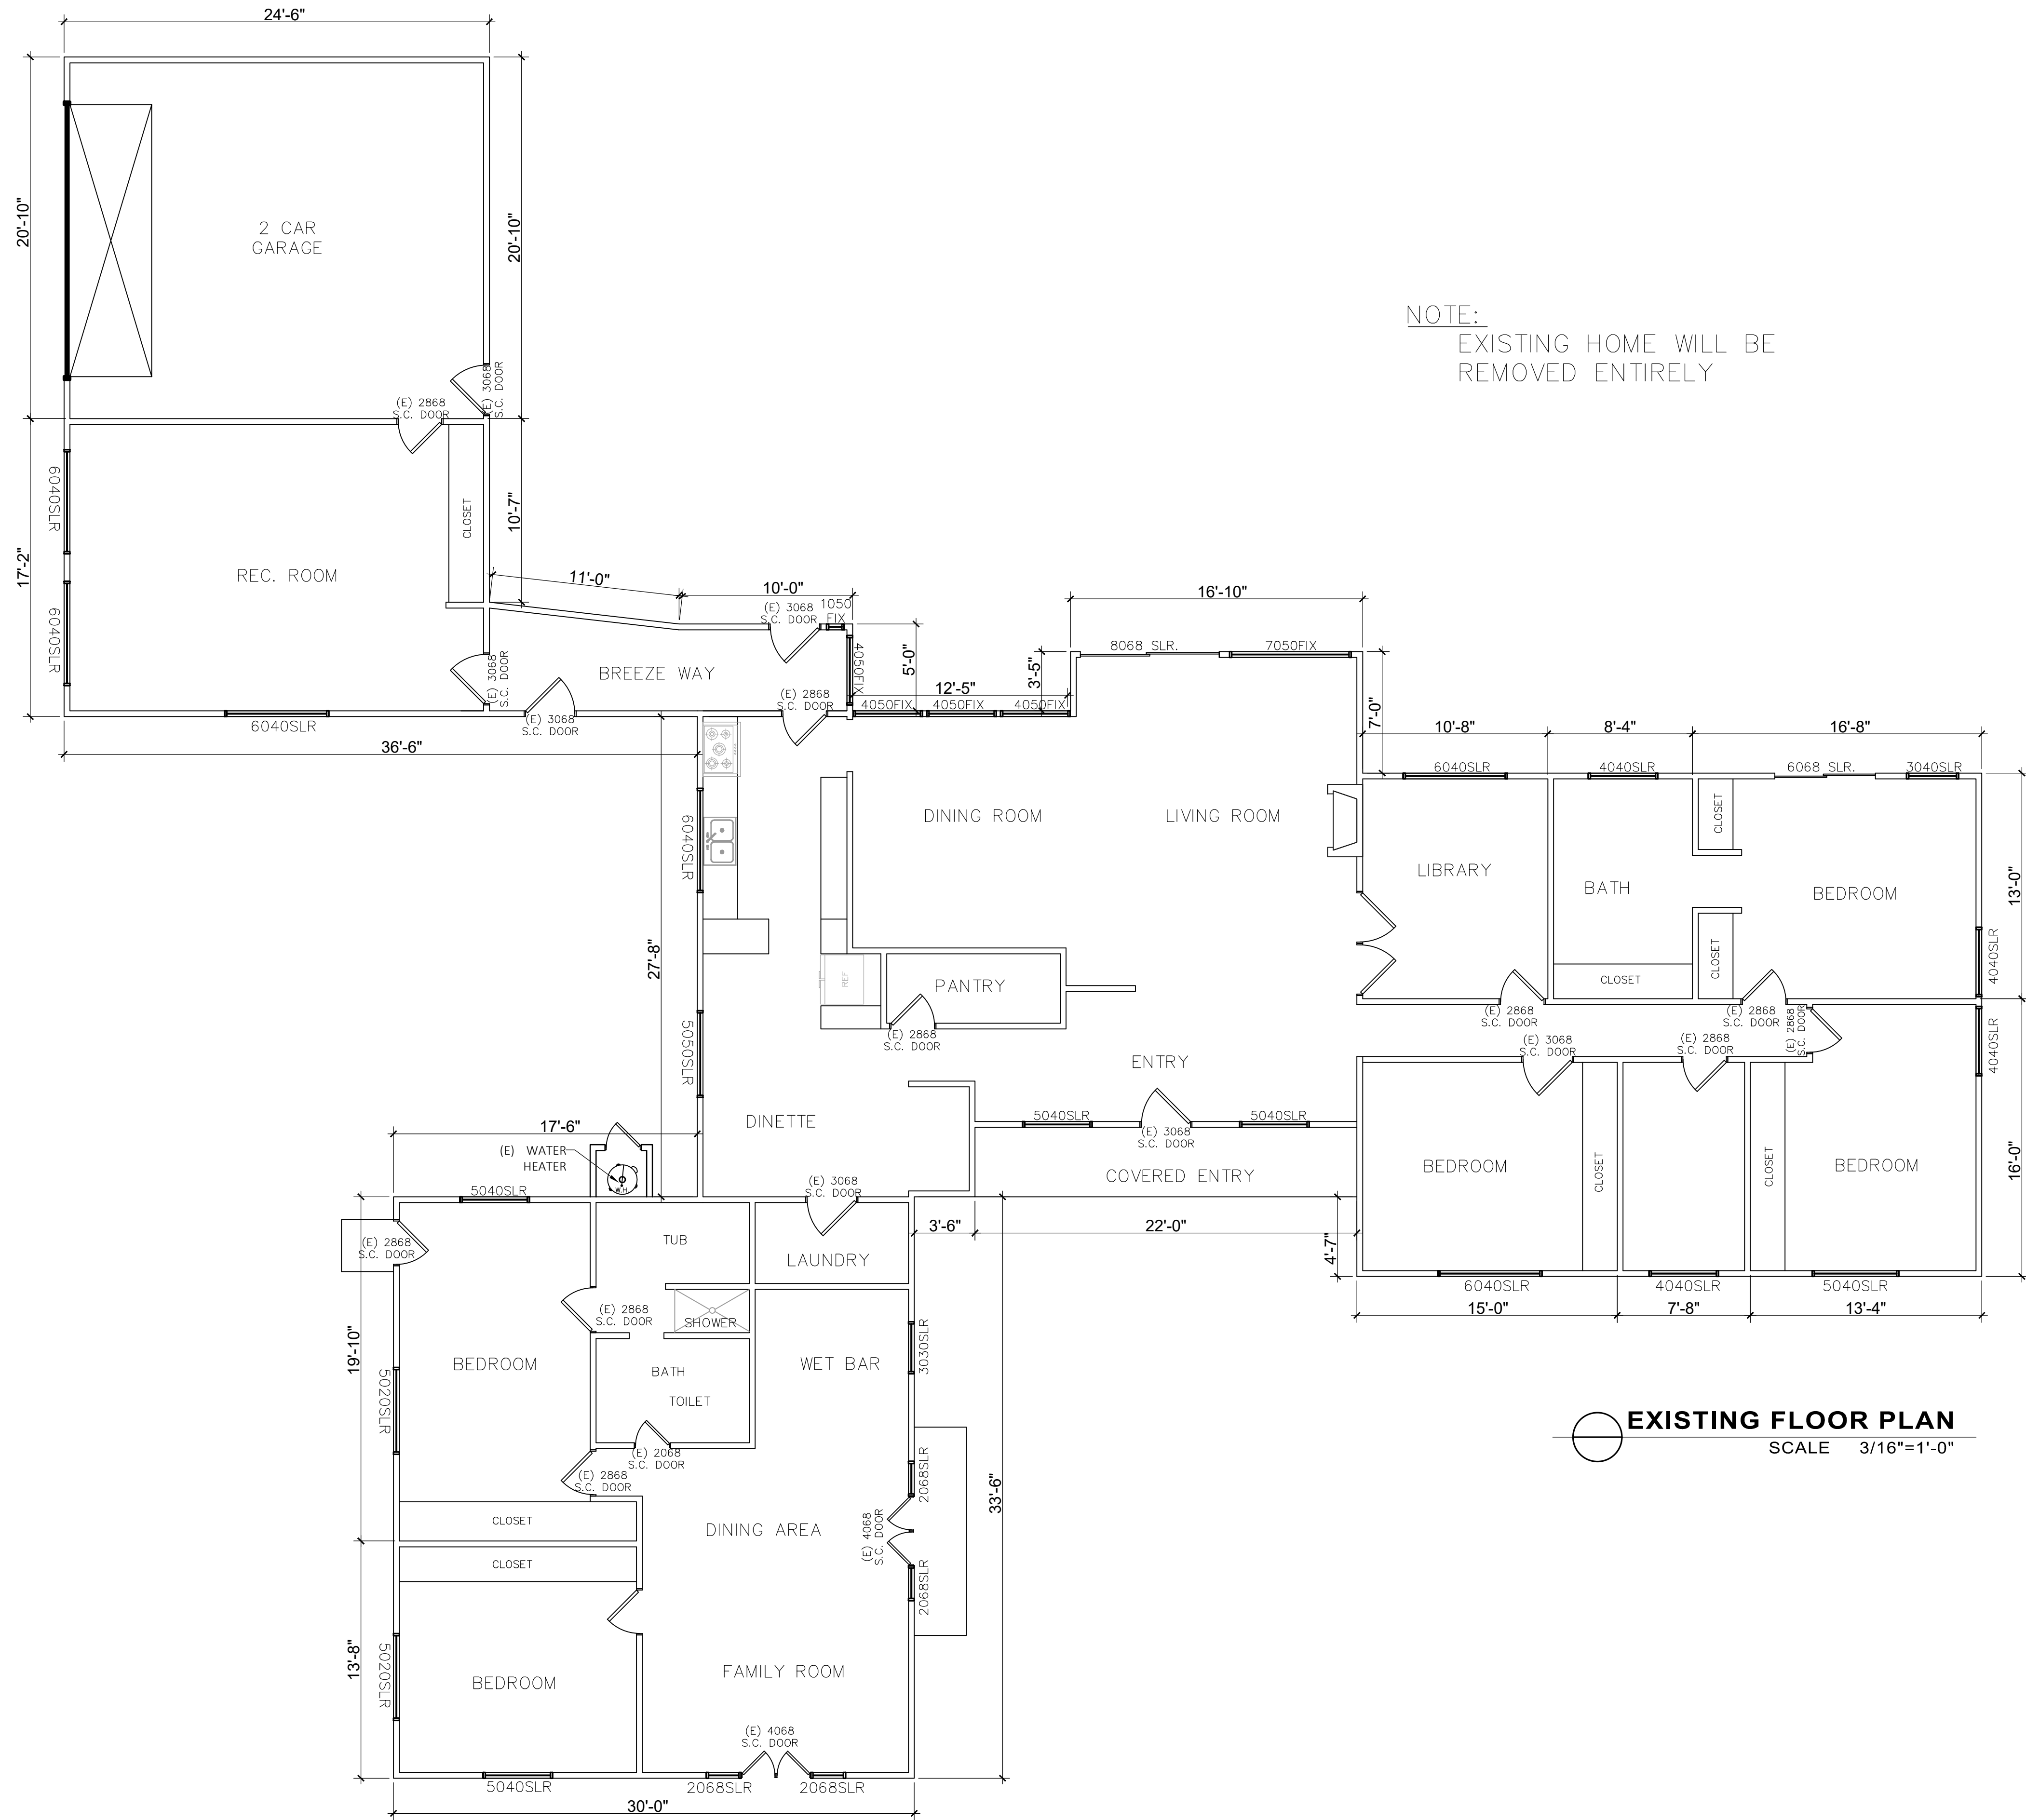 24'-6"
20'-10"
20'-10"
2 CAR
GARAGE
NOTE:
EXISTING HOME WILL BE
REMOVED ENTIRELY
(E) 3068
S.C. DOOR
(E) 2868
S.C. DOOR
6040SLR
CLOSET
10'-7"
17'-2"
REC. ROOM
11'-0"
10'-0"
(E) 3068
S.C. DOOR
1050
FIX
16'-10"
6040SLR
(E) 3068
S.C. DOOR
BREEZE WAY
4050FIX
5'-0"
3'-5"
8068 SLR.
7050FIX
12'-5"
(E) 2868
S.C. DOOR
4050FIX
4050FIX
4050FIX
6040SLR
(E) 3068
S.C. DOOR
7'-0"
10'-8"
8'-4"
16'-8"
36'-6"
6040SLR
4040SLR
6068 SLR.
3040SLR
6040SLR
DINING ROOM
LIVING ROOM
CLOSET
LIBRARY
BATH
BEDROOM
13'-0"
27'-8"
CLOSET
4040SLR
REF
PANTRY
CLOSET
(E) 2868
S.C. DOOR
(E) 2868
S.C. DOOR
(E) 2868
S.C. DOOR
(E) 2868
S.C. DOOR
4040SLR
5050SLR
ENTRY
(E) 3068
S.C. DOOR
(E) 2868
S.C. DOOR
DINETTE
5040SLR
5040SLR
(E) 3068
S.C. DOOR
17'-6"
(E) WATER
HEATER
W.H.
COVERED ENTRY
BEDROOM
CLOSET
CLOSET
BEDROOM
16'-0"
5040SLR
(E) 3068
S.C. DOOR
(E) 2868
S.C. DOOR
TUB
LAUNDRY
3'-6"
22'-0"
4'-7"
6040SLR
4040SLR
5040SLR
15'-0"
7'-8"
13'-4"
(E) 2868
S.C. DOOR
SHOWER
19'-10"
BEDROOM
BATH
TOILET
WET BAR
3030SLR
5020SLR
(E) 2068
S.C. DOOR
(E) 2868
S.C. DOOR
2068SLR
33'-6"
EXISTING FLOOR PLAN
SCALE 3/16"=1'-0"
CLOSET
DINING AREA
(E) 4068
S.C. DOOR
CLOSET
2068SLR
13'-8"
5020SLR
BEDROOM
FAMILY ROOM
(E) 4068
S.C. DOOR
5040SLR
2068SLR
2068SLR
30'-0"